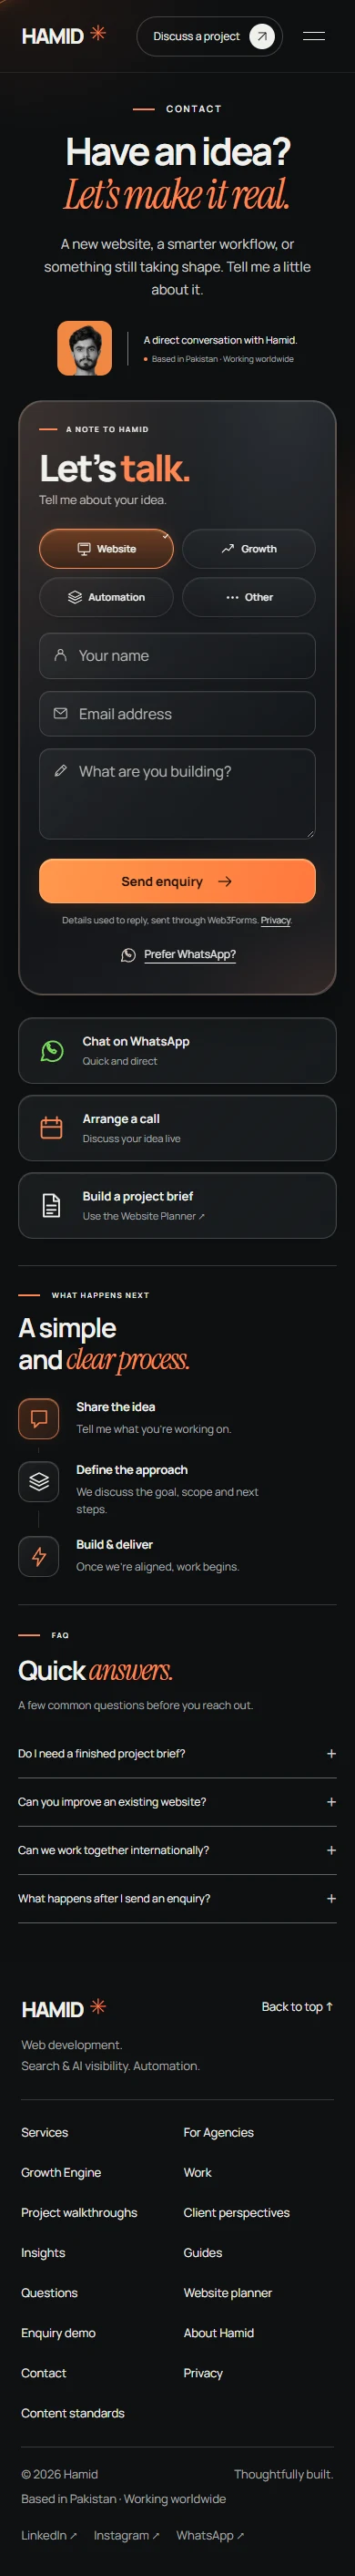 HAMID
Discuss a project
CONTACT
Have an idea?
Let's make it real.
A new website, a smarter workflow, or
something still taking shape. Tell me a little
about it.
A direct conversation with Hamid.
Based in Pakistan · Working worldwide
A NOTE TO HAMID
Let's talk.
Tell me about your idea.
Website
Growth
Automation
Other
Your name
Email address
What are you building?
Send enquiry →
Details used to reply, sent through Web3Forms. Privacy.
Prefer WhatsApp?
Chat on WhatsApp
Quick and direct
Arrange a call
Discuss your idea live
Build a project brief
Use the Website Planner ↗
WHAT HAPPENS NEXT
A simple
and clear process.
Share the idea
Tell me what you're working on.
Define the approach
We discuss the goal, scope and next
steps.
Build & deliver
Once we're aligned, work begins.
FAQ
Quick answers.
A few common questions before you reach out.
Do I need a finished project brief? +
Can you improve an existing website? +
Can we work together internationally? +
What happens after I send an enquiry? +
HAMID
Back to top ↑
Web development.
Search & AI visibility. Automation.
Services
For Agencies
Growth Engine
Work
Project walkthroughs
Client perspectives
Insights
Guides
Questions
Website planner
Enquiry demo
About Hamid
Contact
Privacy
Content standards
© 2026 Hamid
Thoughtfully built.
Based in Pakistan · Working worldwide
LinkedIn ↗ Instagram ↗ WhatsApp ↗